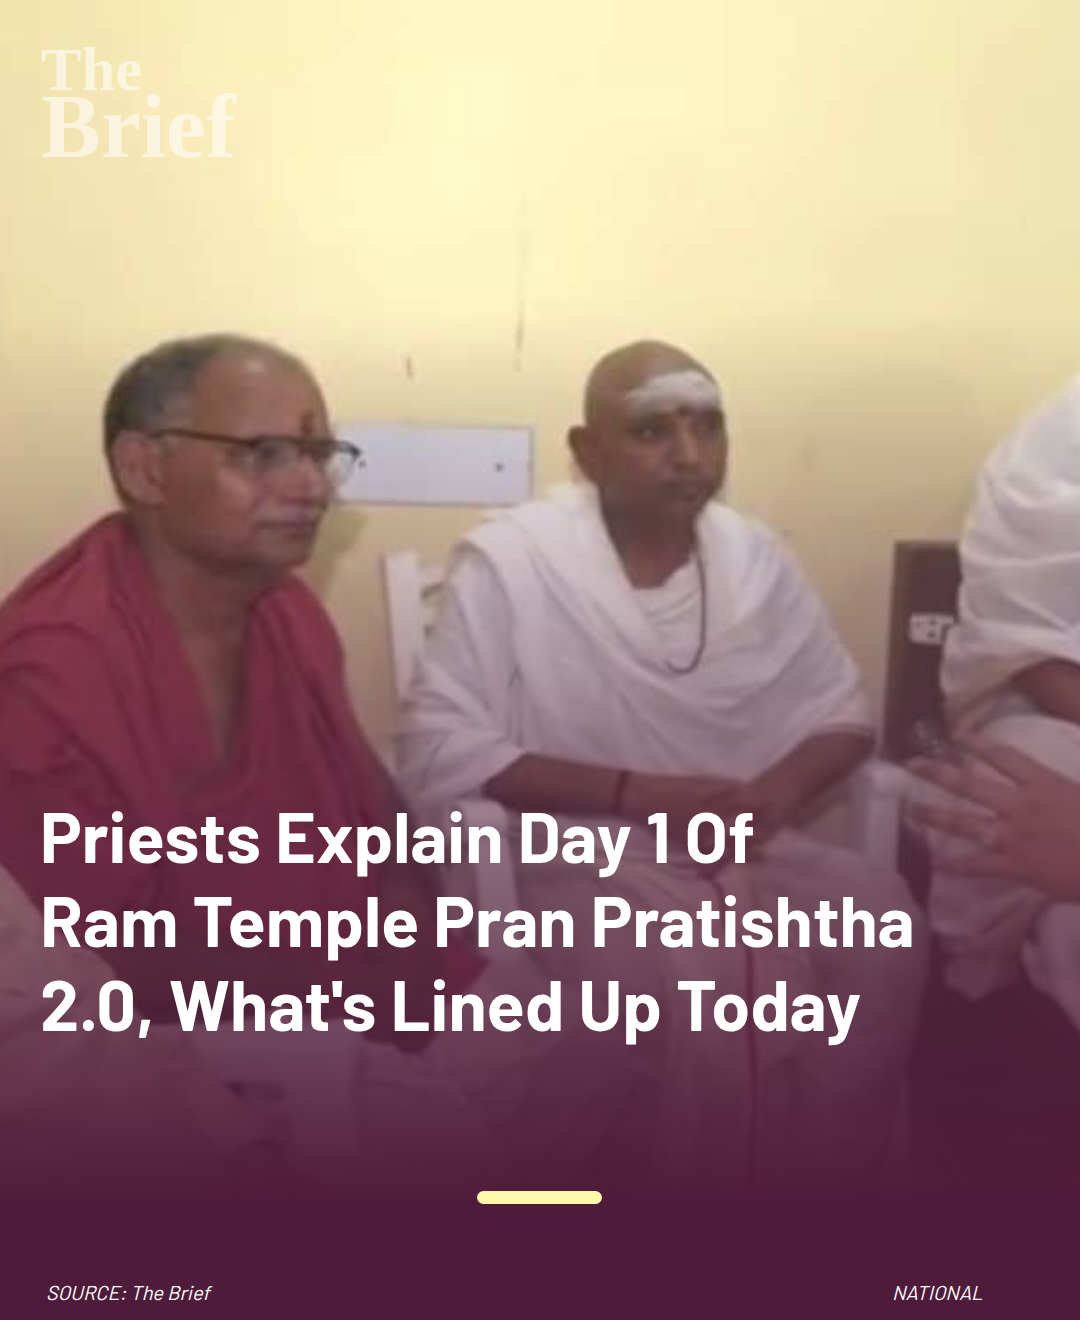 The
Brief
Priests Explain Day 1 Of
Ram Temple Pran Pratishtha
2.0, What's Lined Up Today
SOURCE: The Brief
NATIONAL